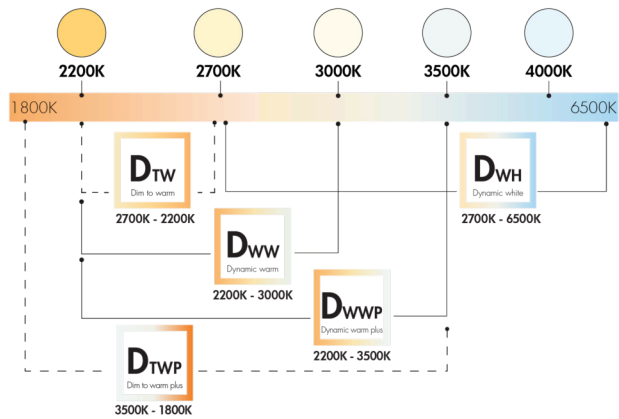 2200K
2700K
3000K
3500K
4000K
1800K
6500K
DTW
Dim to warm
2700K - 2200K
DWH
Dynamic white
2700K - 6500K
DWW
Dynamic warm
2200K - 3000K
DWWP
Dynamic warm plus
2200K - 3500K
DTWP
Dim to warm plus
3500K - 1800K